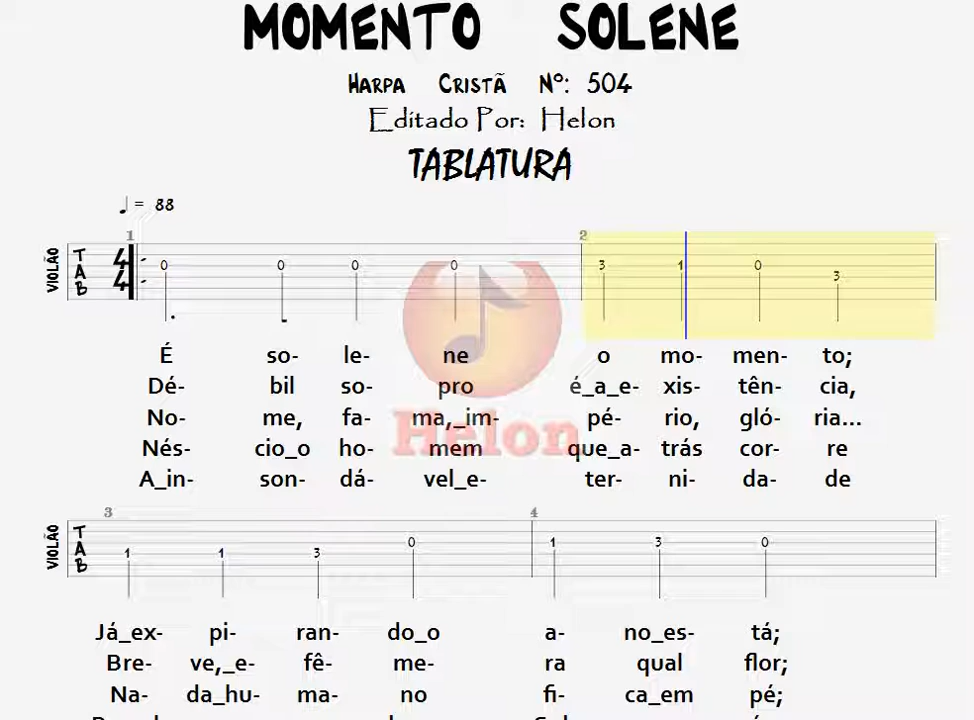 MOMENTO SOLENE
HARPA CRISTÃ Nº: 504
Editado Por: Helon
TABLATURA
♩ = 88
1 2
VIOLÃO TAB 4/4 0 0 0 0 3 1 0 3
Helon
É so- le- ne o mo- men- to;
Dé- bil so- pro é_a_e- xis- tên- cia,
No- me, fa- ma,_im- pé- rio, gló- ria...
Nés- cio_o ho- mem que_a- trás cor- re
A_in- son- dá- vel_e- ter- ni- da- de
3 4
VIOLÃO TAB 1 1 3 0 1 3 0
Já_ex- pi- ran- do_o a- no_es- tá;
Bre- ve,_e- fê- me- ra qual flor;
Na- da_hu- ma- no fi- ca_em pé;